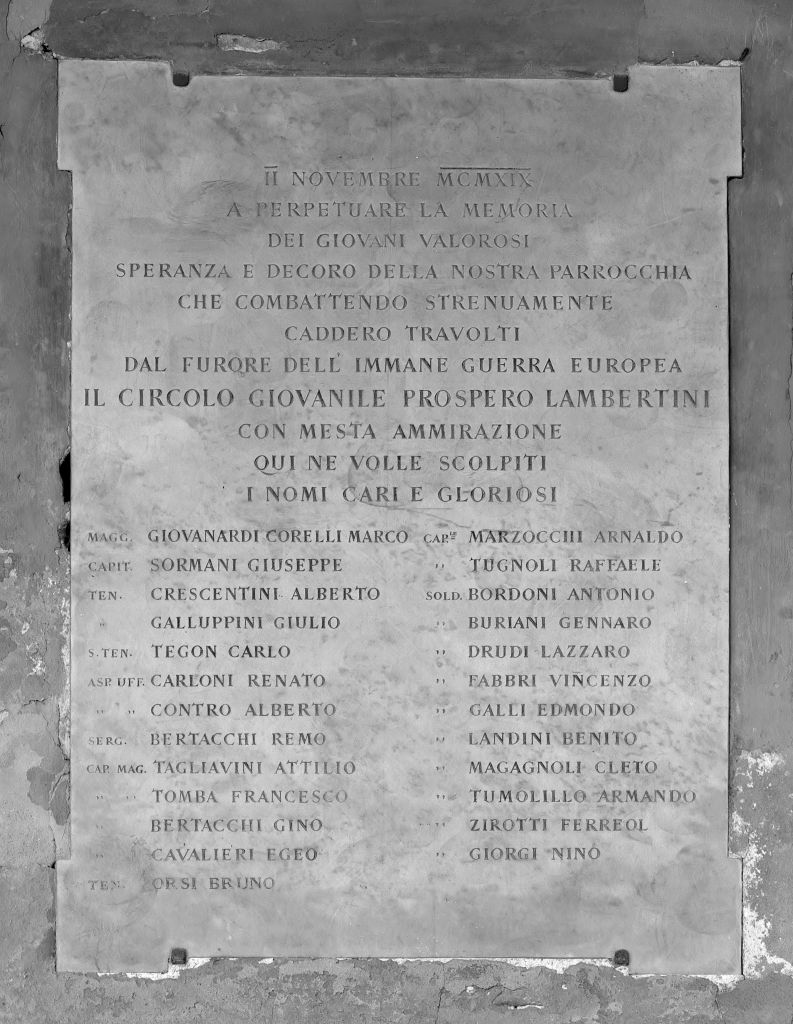 II NOVEMBRE MCMXIX
A PERPETUARE LA MEMORIA
DEI GIOVANI VALOROSI
SPERANZA E DECORO DELLA NOSTRA PARROCCHIA
CHE COMBATTENDO STRENUAMENTE
CADDERO TRAVOLTI
DAL FURORE DELL' IMMANE GUERRA EUROPEA
IL CIRCOLO GIOVANILE PROSPERO LAMBERTINI
CON MESTA AMMIRAZIONE
QUI NE VOLLE SCOLPITI
I NOMI CARI E GLORIOSI
MAGG. GIOVANARDI CORELLI MARCO
CAPIT. SORMANI GIUSEPPE
TEN. CRESCENTINI ALBERTO
" GALLUPPINI GIULIO
S. TEN. TEGON CARLO
ASP. UFF. CARLONI RENATO
" " CONTRO ALBERTO
SERG. BERTACCHI REMO
CAP. MAG. TAGLIAVINI ATTILIO
" " TOMBA FRANCESCO
" BERTACCHI GINO
" CAVALIERI EGEO
TEN. ORSI BRUNO
CAP.LE MARZOCCHI ARNALDO
" TUGNOLI RAFFAELE
SOLD. BORDONI ANTONIO
" BURIANI GENNARO
" DRUDI LAZZARO
" FABBRI VINCENZO
" GALLI EDMONDO
" LANDINI BENITO
" MAGAGNOLI CLETO
" TUMOLILLO ARMANDO
" ZIROTTI FERREOL
" GIORGI NINO